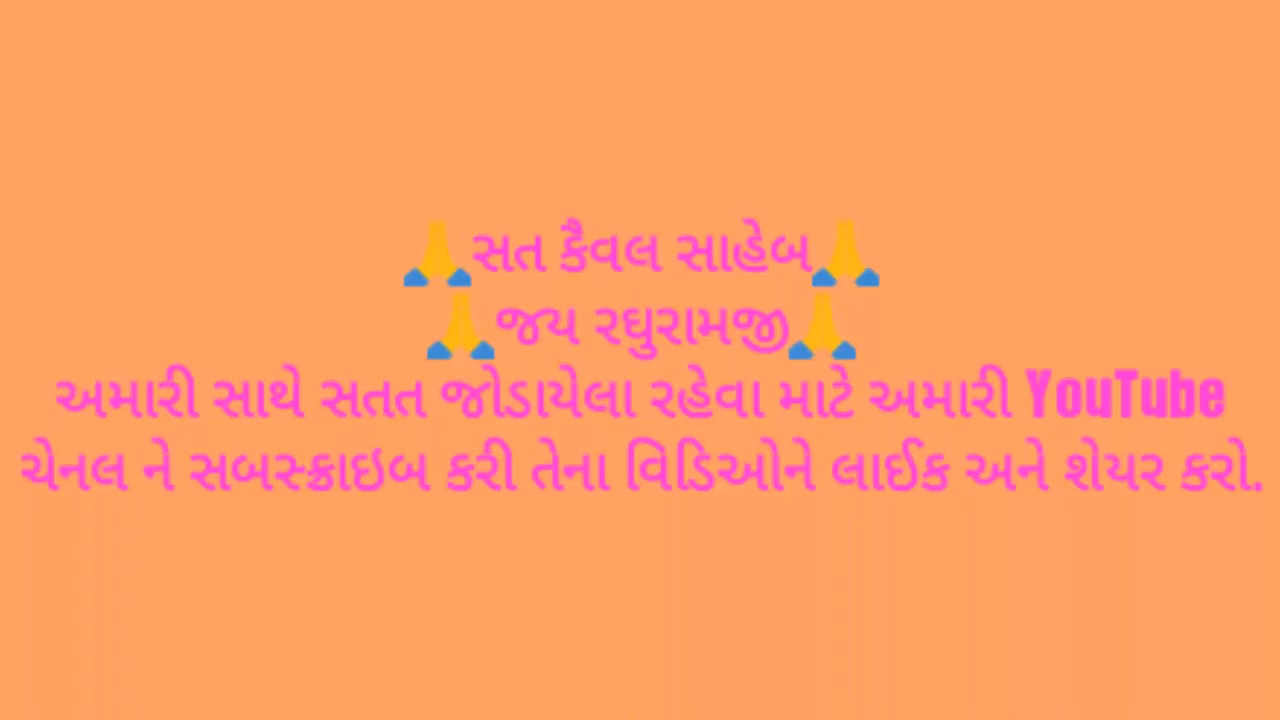 🙏સત કૈવલ સાહેબ🙏
🙏જય રઘુરામજી🙏
અમારી સાથે સતત જોડાયેલા રહેવા માટે અમારી YouTube
ચેનલ ને સબસ્ક્રાઇબ કરી તેના વિડિઓને લાઈક અને શેયર કરો.